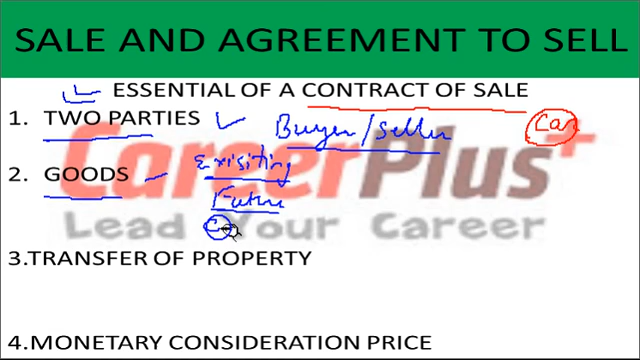 SALE AND AGREEMENT TO SELL
ESSENTIAL OF A CONTRACT OF SALE
1. TWO PARTIES
Buyer/Seller
Car
2. GOODS
Exisiting
Future
3.TRANSFER OF PROPERTY
4.MONETARY CONSIDERATION PRICE
CareerPlus+
Lead Your Career